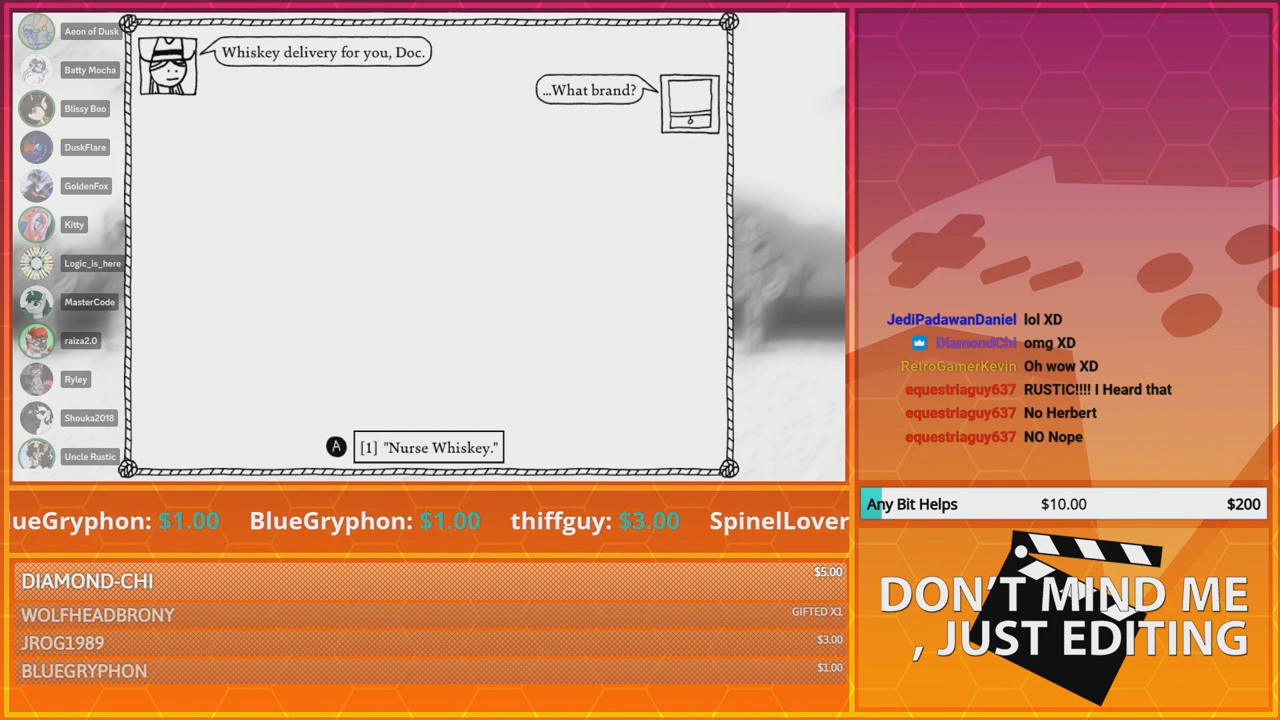 Aeon of Dusk
Batty Mocha
Blissy Boo
DuskFlare
GoldenFox
Kitty
Logic_is_here
MasterCode
raiza2.0
Ryley
Shouka2018
Uncle Rustic
Whiskey delivery for you, Doc.
...What brand?
A [1] "Nurse Whiskey."
JediPadawanDaniel lol XD
DiamondChi omg XD
RetroGamerKevin Oh wow XD
equestriaguy637 RUSTIC!!!! I Heard that
equestriaguy637 No Herbert
equestriaguy637 NO Nope
Any Bit Helps $10.00 $200
lueGryphon: $1.00 BlueGryphon: $1.00 thiffguy: $3.00 SpinelLover
DIAMOND-CHI $5.00
WOLFHEADBRONY GIFTED X1
JROG1989 $3.00
BLUEGRYPHON $1.00
DON'T MIND ME
, JUST EDITING